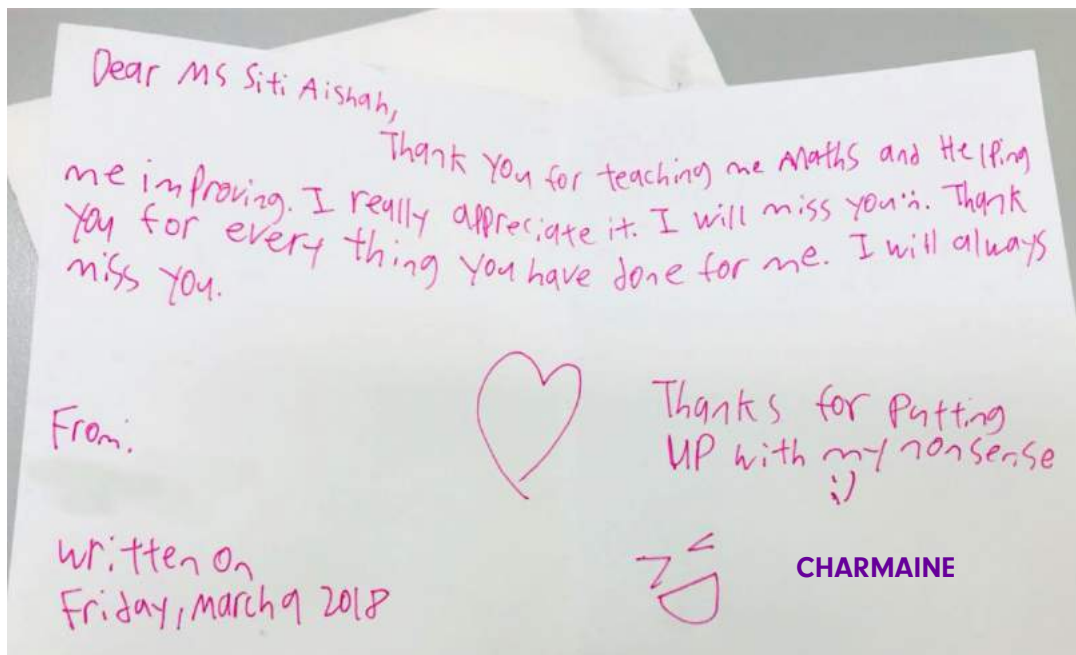 Dear Ms Siti Aishah,
Thank you for teaching me Maths and Helping
me improving. I really appreciate it. I will miss you :). Thank
you for every thing you have done for me. I will always
miss you.
From:
Thanks for putting
up with my nonsense
:)
written on
Friday, March 9 2018
CHARMAINE